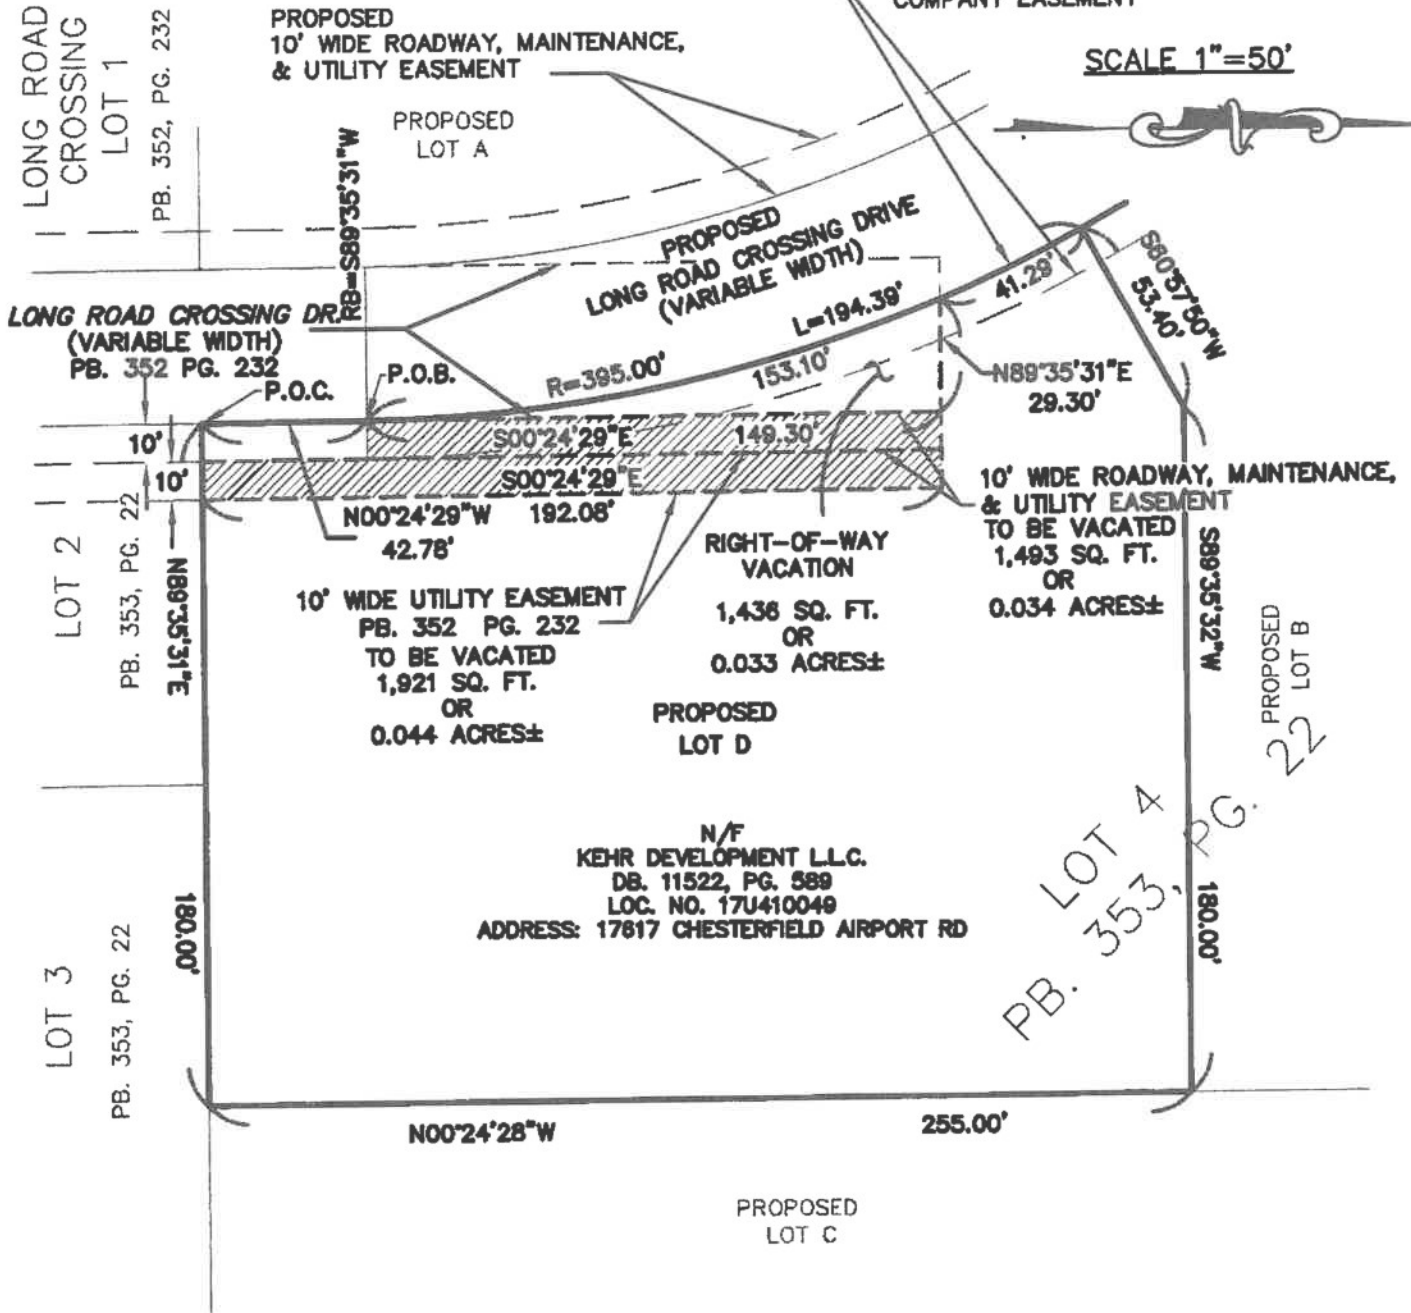 LONG ROAD
CROSSING
LOT 1
PB. 352, PG. 232
PROPOSED
10' WIDE ROADWAY, MAINTENANCE,
& UTILITY EASEMENT
COMPANY EASEMENT
SCALE 1"=50'
PROPOSED
LOT A
RB=S89°35'31"W
PROPOSED
LONG ROAD CROSSING DRIVE
(VARIABLE WIDTH)
LONG ROAD CROSSING DR.
(VARIABLE WIDTH)
PB. 352 PG. 232
P.O.C.
P.O.B.
R=395.00'
L=194.39'
153.10'
41.29'
S60°57'50"W
53.40'
N89°35'31"E
29.30'
10'
10'
S00°24'29"E
149.30'
S00°24'29"E
192.08'
N00°24'29"W
42.78'
10' WIDE ROADWAY, MAINTENANCE,
& UTILITY EASEMENT
TO BE VACATED
1,493 SQ. FT.
OR
0.034 ACRES±
RIGHT-OF-WAY
VACATION
1,436 SQ. FT.
OR
0.033 ACRES±
10' WIDE UTILITY EASEMENT
PB. 352 PG. 232
TO BE VACATED
1,921 SQ. FT.
OR
0.044 ACRES±
LOT 2
PB. 353, PG. 22
N89°35'31"E
180.00'
S89°35'32"W
180.00'
PROPOSED
LOT B
PROPOSED
LOT D
LOT 4
PB. 353, PG. 22
N/F
KEHR DEVELOPMENT L.L.C.
DB. 11522, PG. 589
LOC. NO. 17U410049
ADDRESS: 17617 CHESTERFIELD AIRPORT RD
LOT 3
PB. 353, PG. 22
N00°24'28"W
255.00'
PROPOSED
LOT C